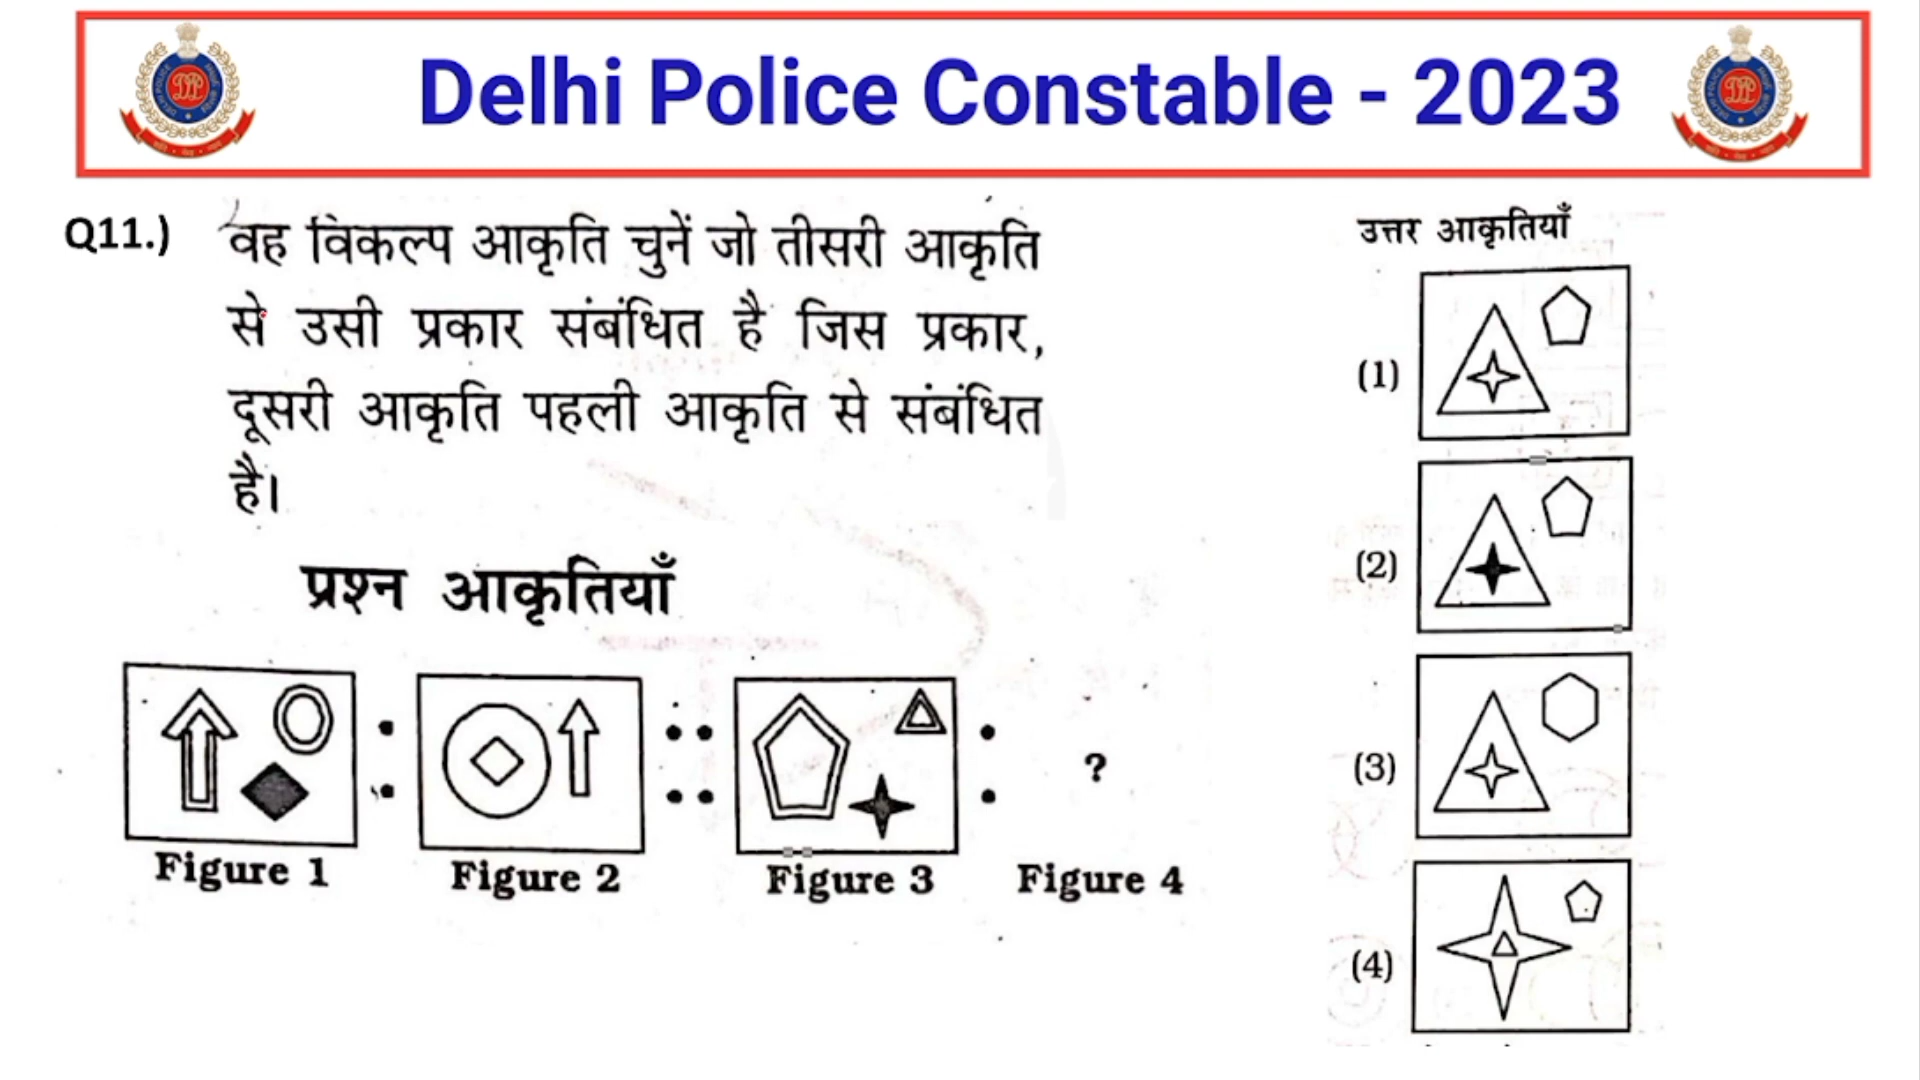 Delhi Police Constable - 2023
Q11.) वह विकल्प आकृति चुनें जो तीसरी आकृति
से उसी प्रकार संबंधित है जिस प्रकार,
दूसरी आकृति पहली आकृति से संबंधित
है।
प्रश्न आकृतियाँ
: :: : ?
Figure 1 Figure 2 Figure 3 Figure 4
उत्तर आकृतियाँ
(1)
(2)
(3)
(4)